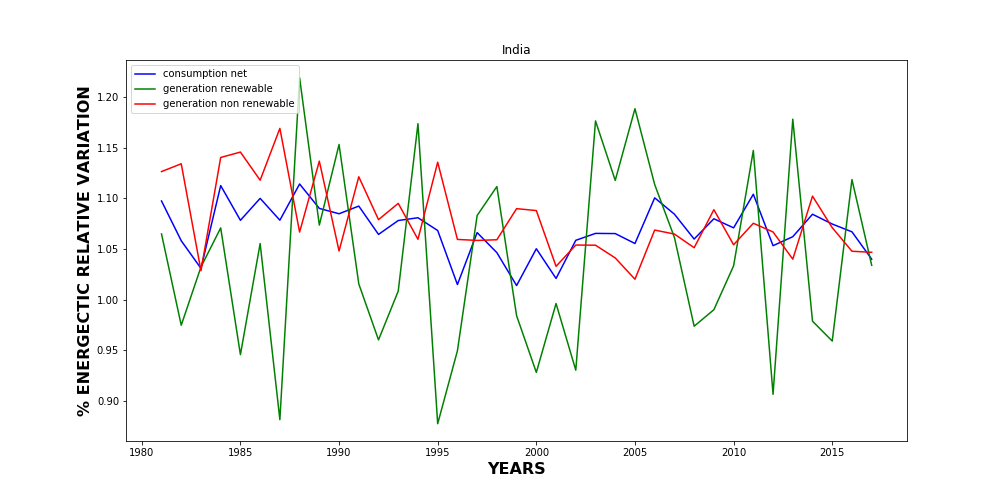 India
consumption net
generation renewable
generation non renewable
% ENERGECTIC RELATIVE VARIATION
1.20
1.15
1.10
1.05
1.00
0.95
0.90
1980 1985 1990 1995 2000 2005 2010 2015
YEARS